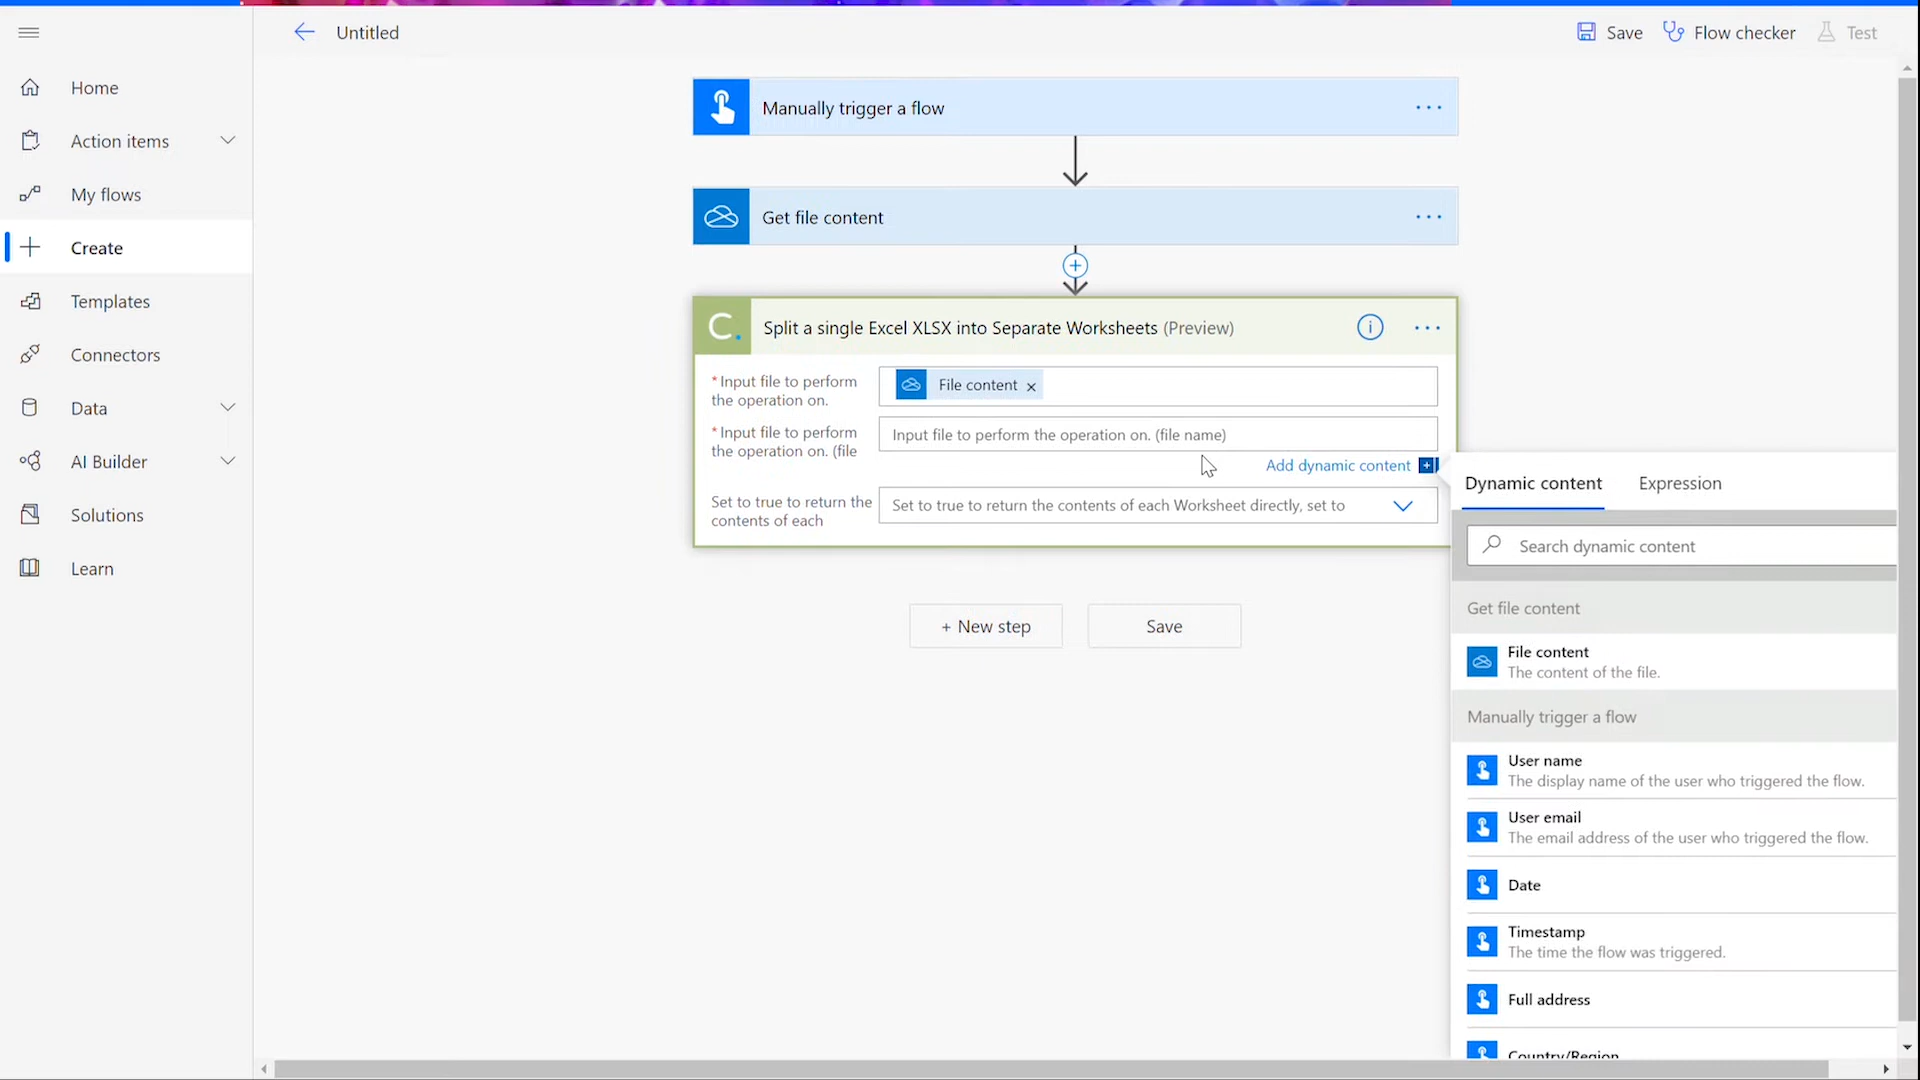 Untitled
Save
Flow checker
Test
Home
Action items
My flows
Create
Templates
Connectors
Data
AI Builder
Solutions
Learn
Manually trigger a flow
Get file content
C.
Split a single Excel XLSX into Separate Worksheets (Preview)
* Input file to perform
the operation on.
File content ×
* Input file to perform
the operation on. (file
Input file to perform the operation on. (file name)
Add dynamic content
Set to true to return the
contents of each
Set to true to return the contents of each Worksheet directly, set to
+ New step
Save
Dynamic content
Expression
Search dynamic content
Get file content
File content
The content of the file.
Manually trigger a flow
User name
The display name of the user who triggered the flow.
User email
The email address of the user who triggered the flow.
Date
Timestamp
The time the flow was triggered.
Full address
Country/Region